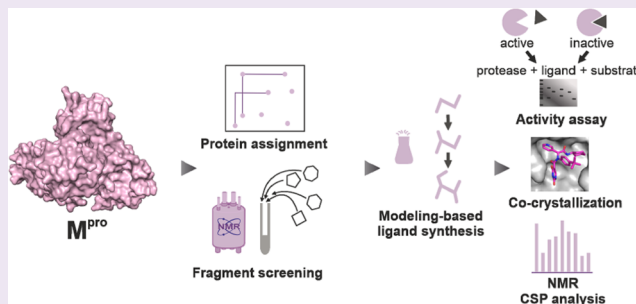 M^pro
Protein assignment
NMR
Fragment screening
Modeling-based
ligand synthesis
active inactive
protease + ligand + substrat
Activity assay
Co-crystallization
NMR
CSP analysis